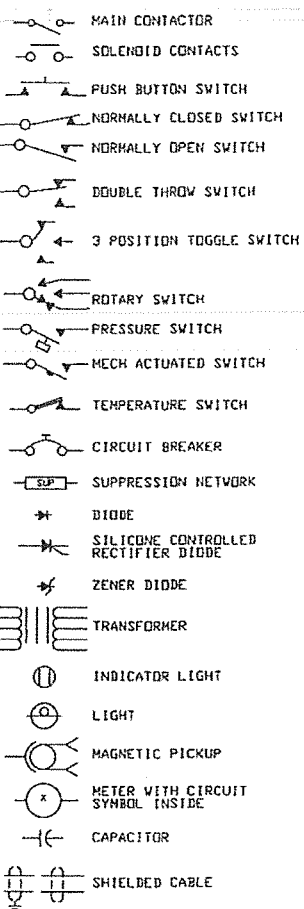 MAIN CONTACTOR
SOLENOID CONTACTS
PUSH BUTTON SWITCH
NORMALLY CLOSED SWITCH
NORMALLY OPEN SWITCH
DOUBLE THROW SWITCH
3 POSITION TOGGLE SWITCH
ROTARY SWITCH
PRESSURE SWITCH
MECH ACTUATED SWITCH
TEMPERATURE SWITCH
CIRCUIT BREAKER
SUP SUPPRESSION NETWORK
DIODE
SILICONE CONTROLLED
RECTIFIER DIODE
ZENER DIODE
TRANSFORMER
INDICATOR LIGHT
LIGHT
MAGNETIC PICKUP
METER WITH CIRCUIT
X SYMBOL INSIDE
CAPACITOR
SHIELDED CABLE